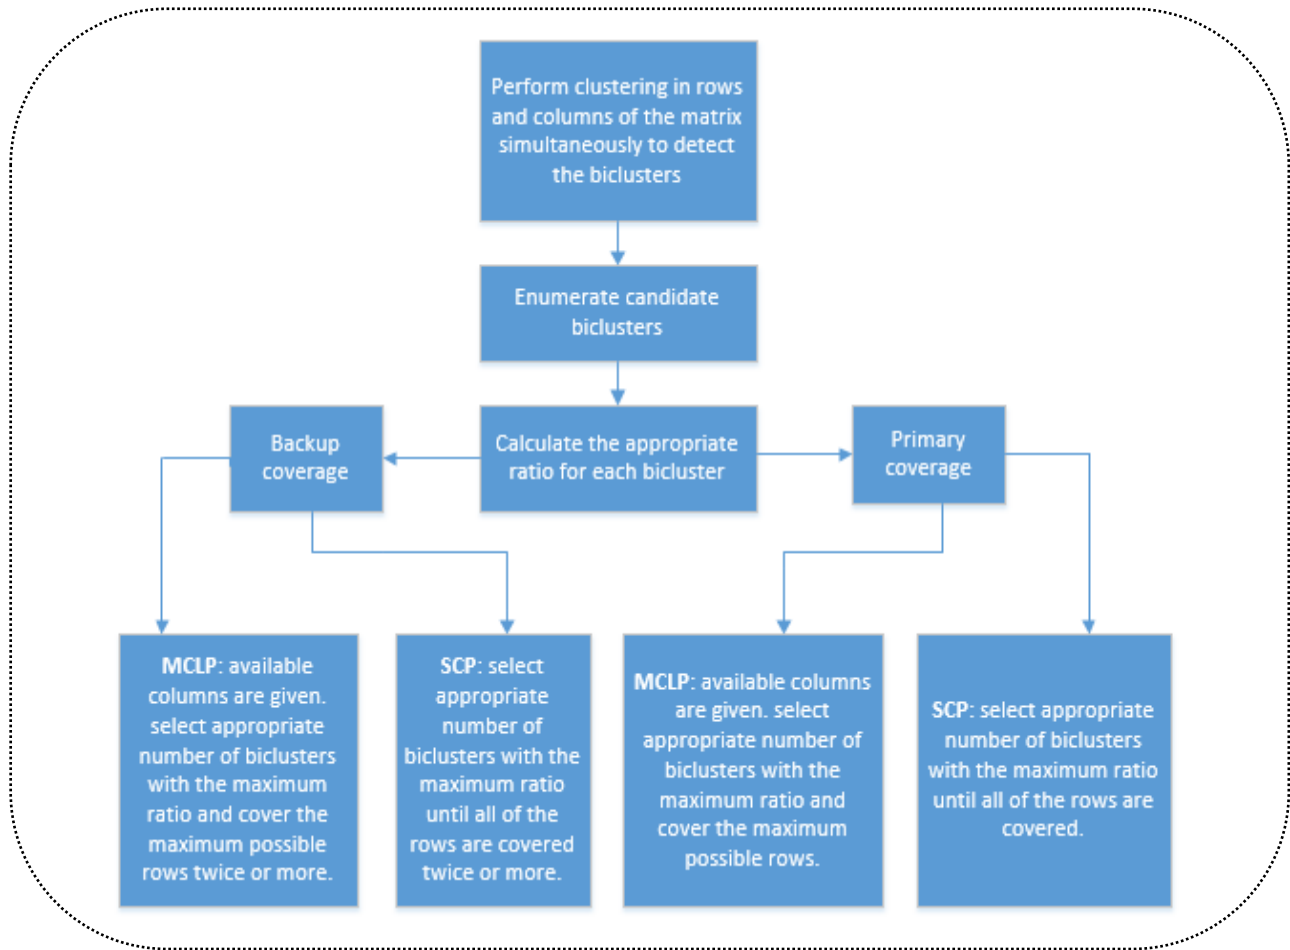 Perform clustering in rows
and columns of the matrix
simultaneously to detect
the biclusters
Enumerate candidate
biclusters
Backup
coverage
Calculate the appropriate
ratio for each bicluster
Primary
coverage
MCLP: available
columns are given.
select appropriate
number of biclusters
with the maximum
ratio and cover the
maximum possible
rows twice or more.
SCP: select
appropriate
number of
biclusters with the
maximum ratio
until all of the
rows are covered
twice or more.
MCLP: available columns
are given. select
appropriate number of
biclusters with the
maximum ratio and
cover the maximum
possible rows.
SCP: select appropriate
number of biclusters
with the maximum ratio
until all of the rows are
covered.